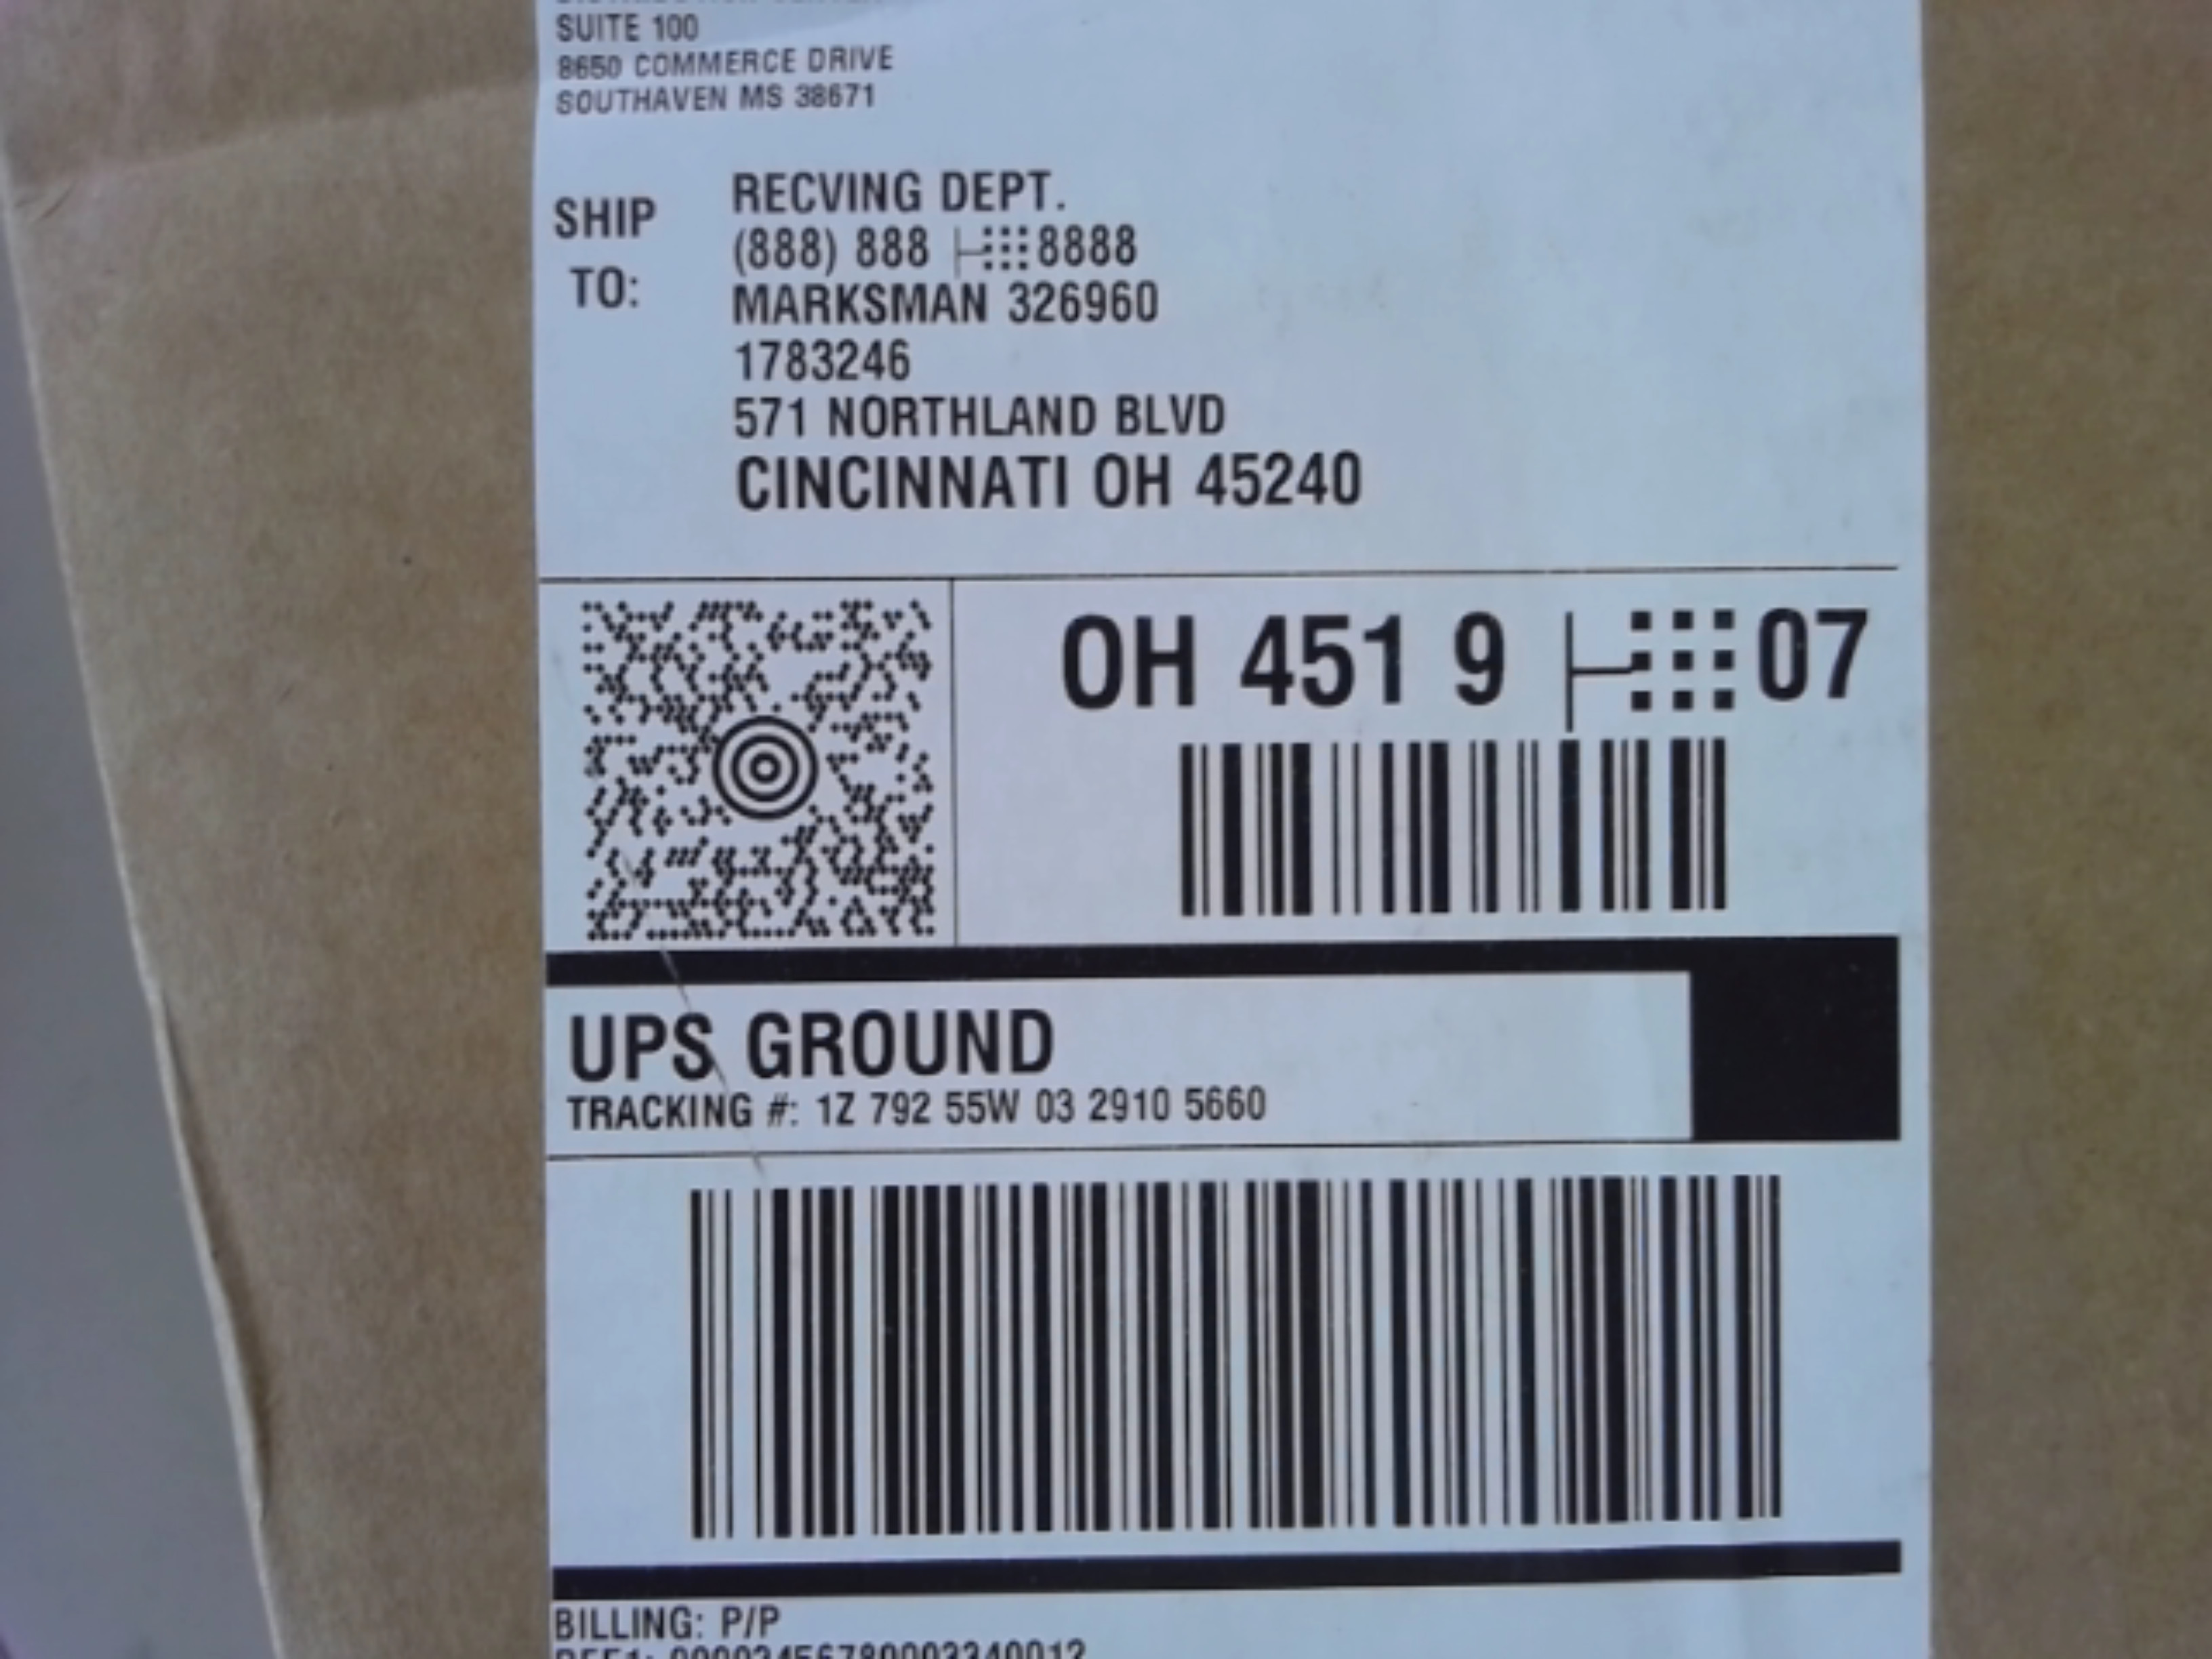 SUITE 100
8650 COMMERCE DRIVE
SOUTHAVEN MS 38671
SHIP TO:
RECVING DEPT.
(888) 888 8888
MARKSMAN 326960
1783246
571 NORTHLAND BLVD
CINCINNATI OH 45240
OH 451 9 07
UPS GROUND
TRACKING #: 1Z 792 55W 03 2910 5660
BILLING: P/P